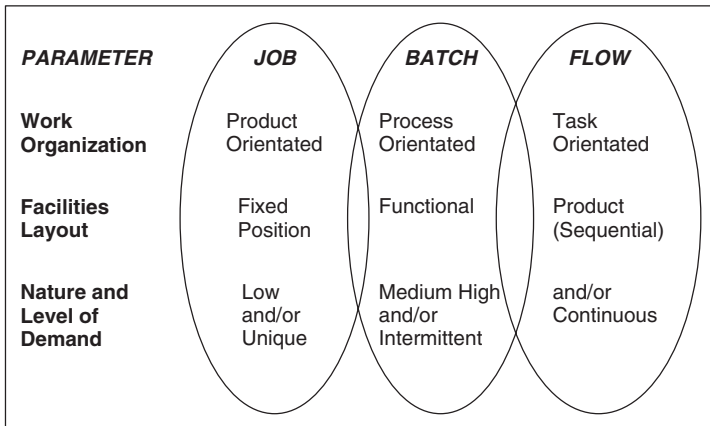 PARAMETER JOB BATCH FLOW
Work Product Process Task
Organization Orientated Orientated Orientated
Facilities Fixed Functional Product
Layout Position (Sequential)
Nature and Low Medium High and/or
Level of and/or and/or Continuous
Demand Unique Intermittent